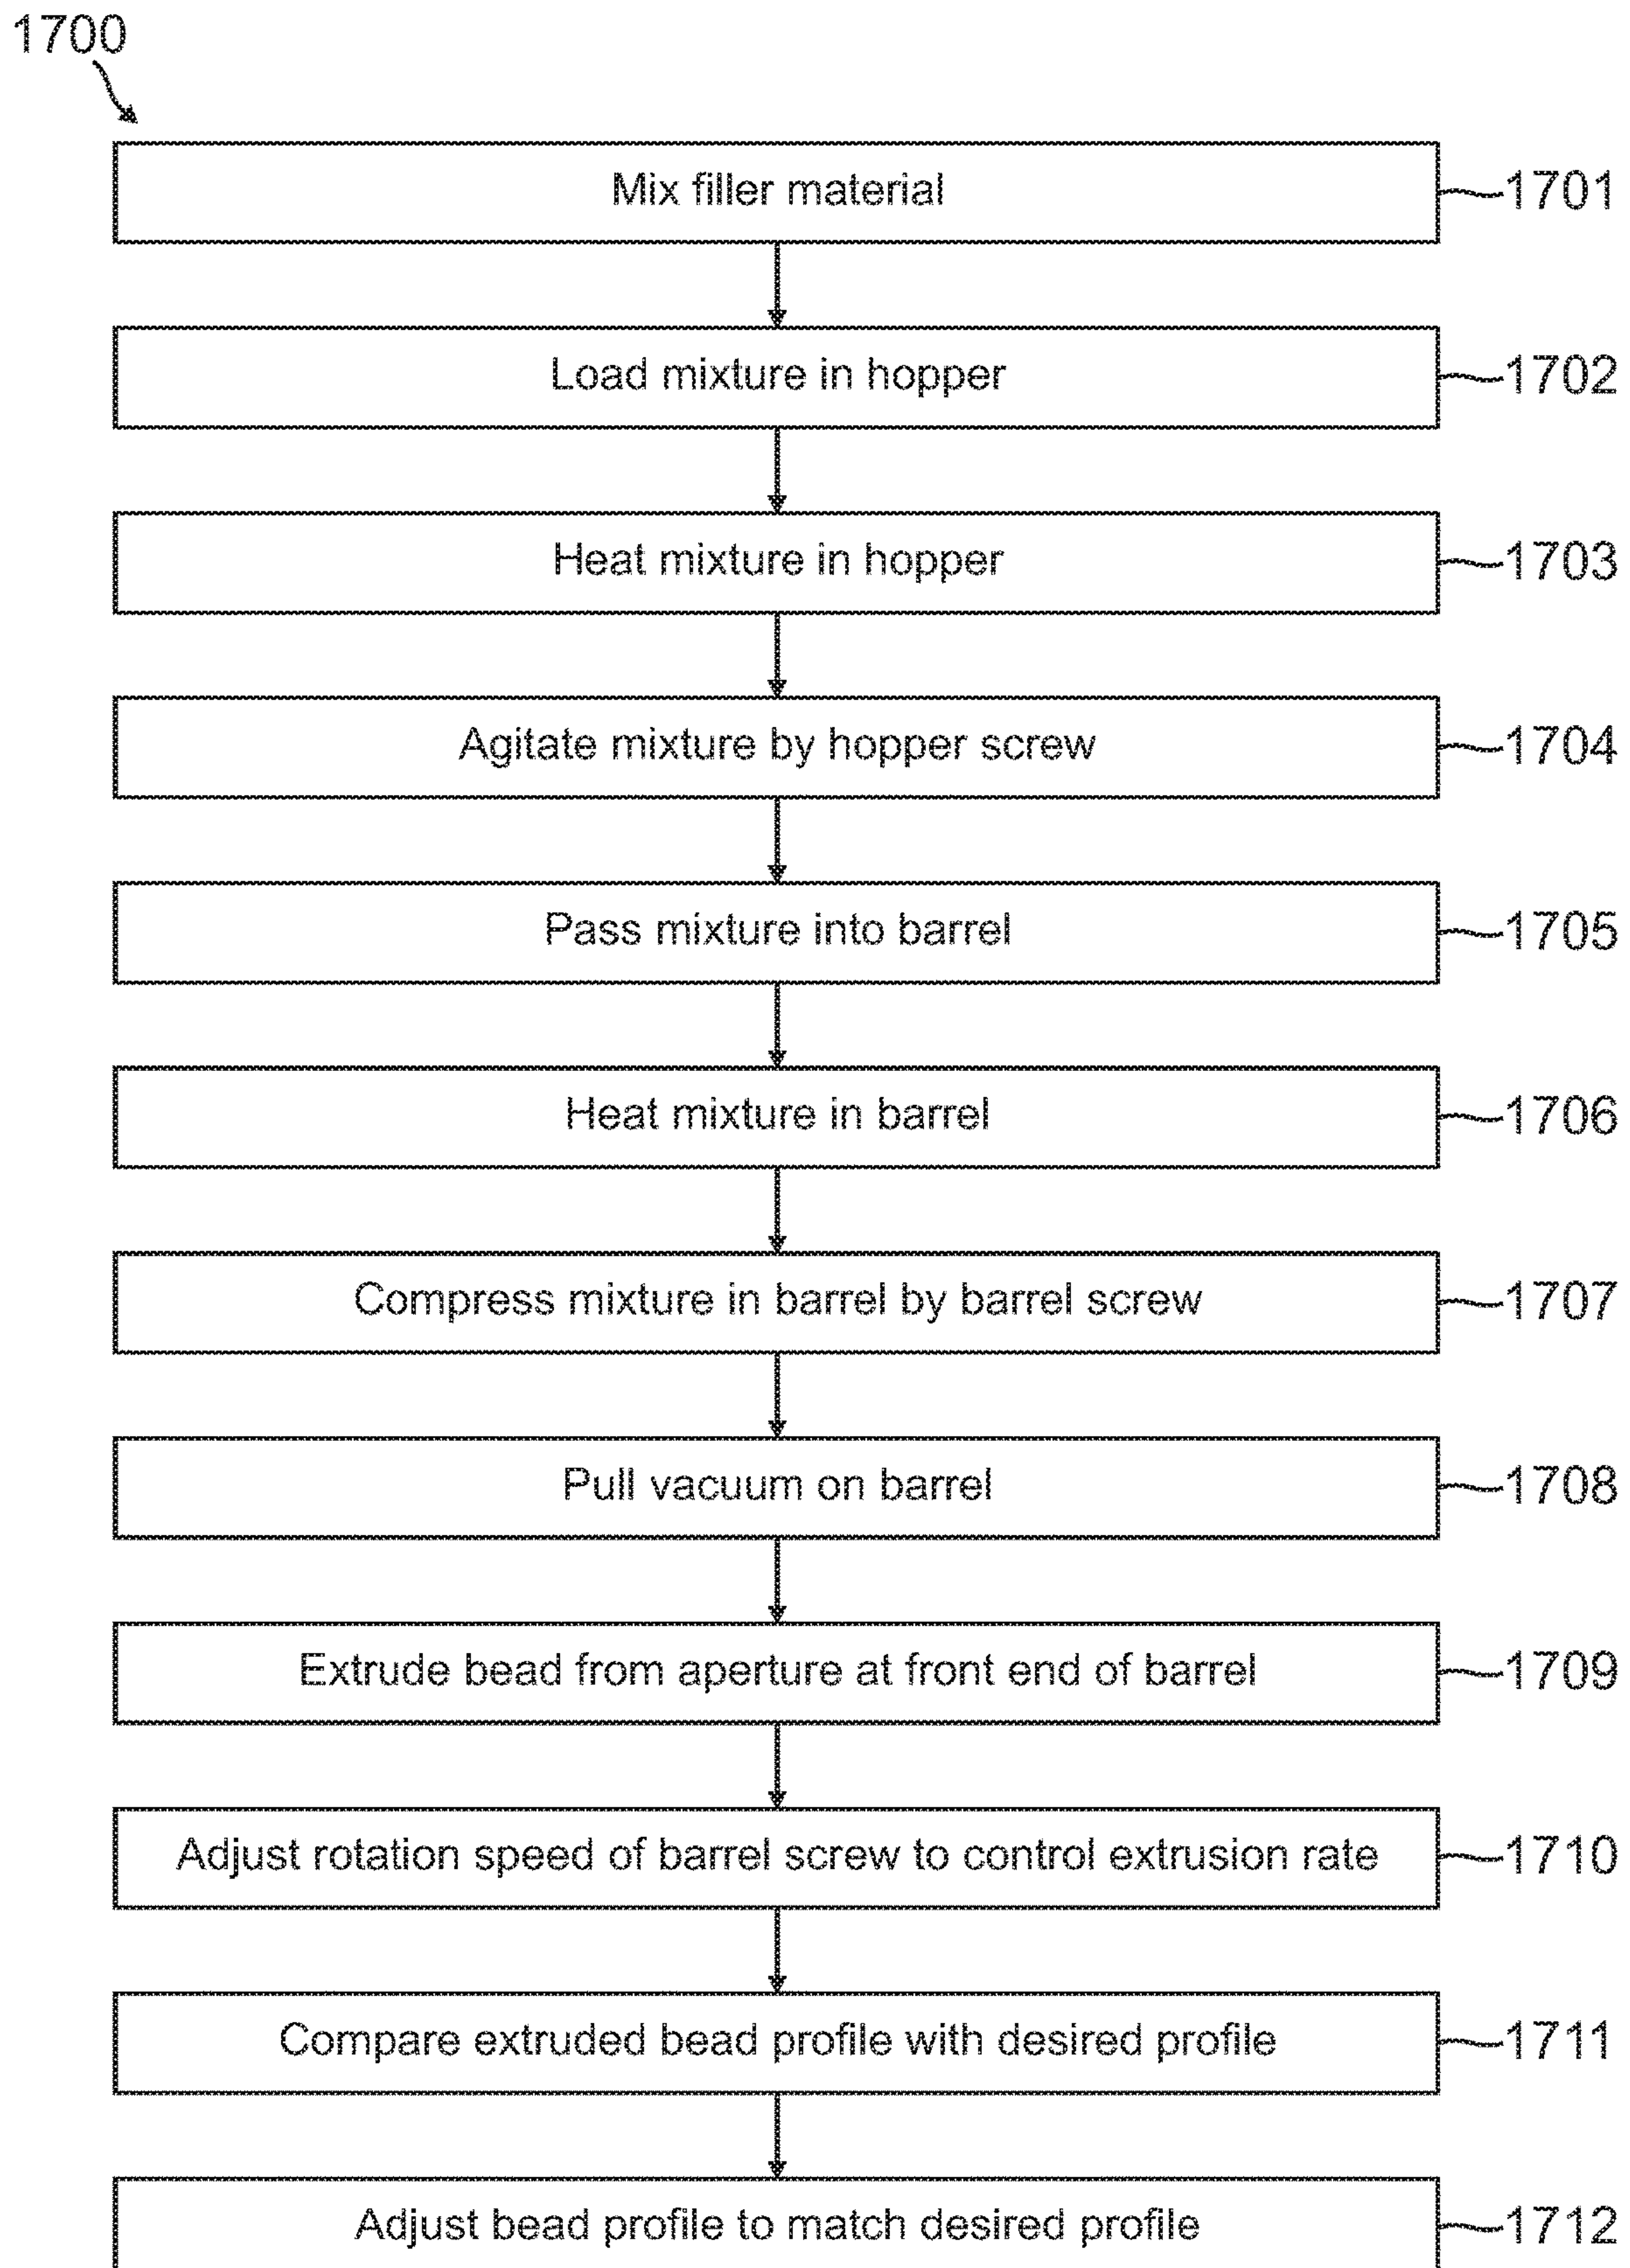 1700
Mix filler material 1701
Load mixture in hopper 1702
Heat mixture in hopper 1703
Agitate mixture by hopper screw 1704
Pass mixture into barrel 1705
Heat mixture in barrel 1706
Compress mixture in barrel by barrel screw 1707
Pull vacuum on barrel 1708
Extrude bead from aperture at front end of barrel 1709
Adjust rotation speed of barrel screw to control extrusion rate 1710
Compare extruded bead profile with desired profile 1711
Adjust bead profile to match desired profile 1712